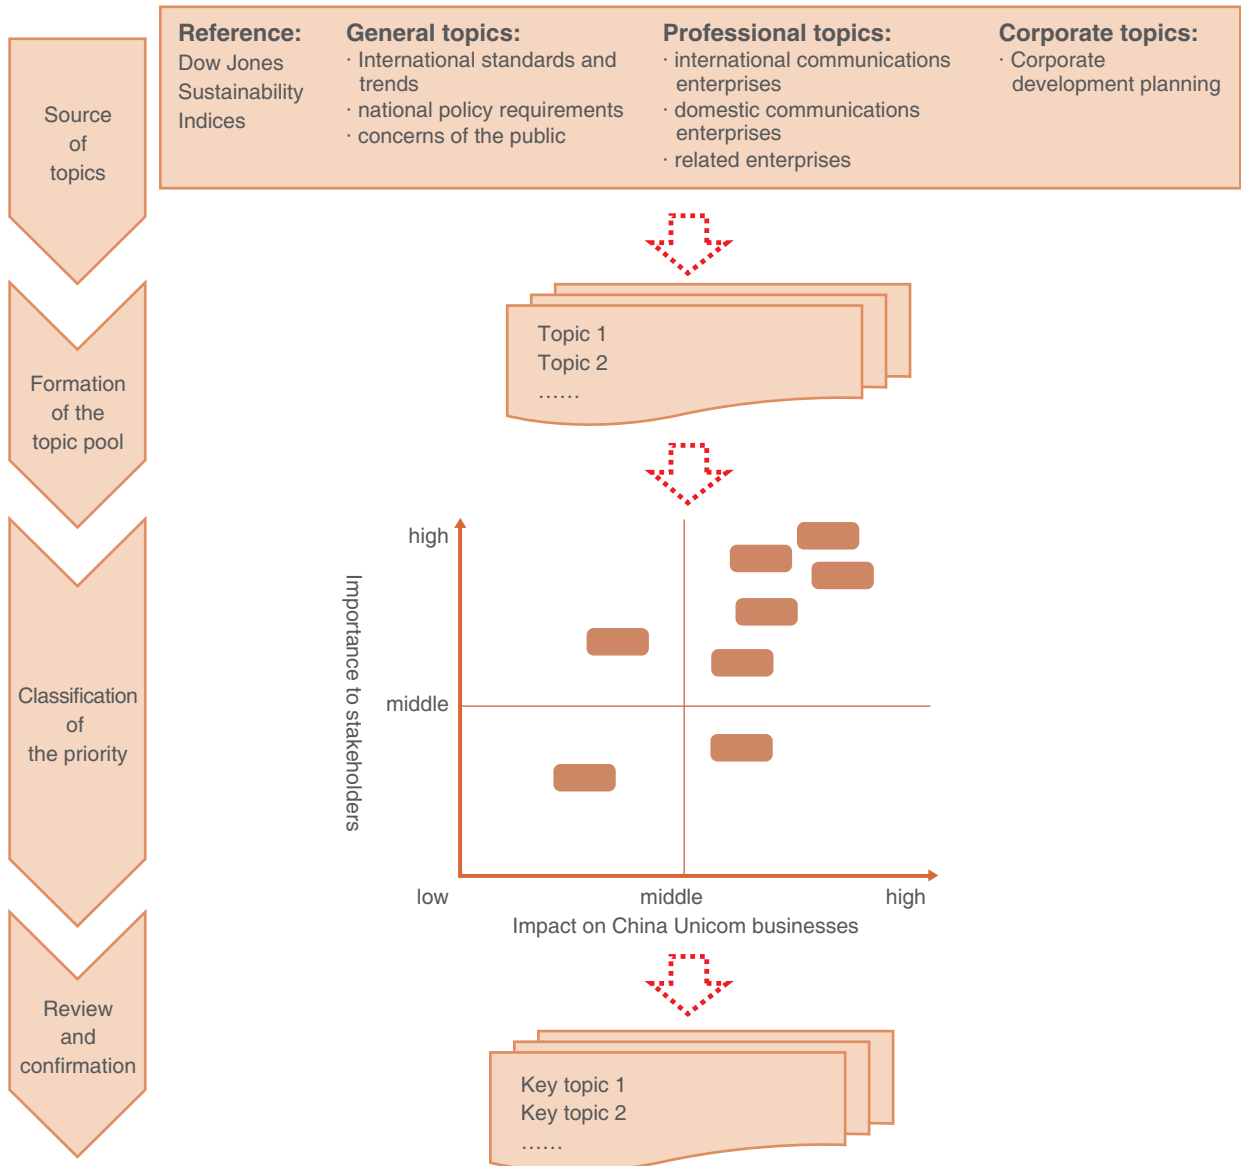 Source
of
topics
Reference:
Dow Jones
Sustainability
Indices
General topics:
· International standards and
trends
· national policy requirements
· concerns of the public
Professional topics:
· international communications
enterprises
· domestic communications
enterprises
· related enterprises
Corporate topics:
· Corporate
development planning
Formation
of the
topic pool
Topic 1
Topic 2
......
Classification
of
the priority
Importance to stakeholders
high
middle
low
middle
high
Impact on China Unicom businesses
Review
and
confirmation
Key topic 1
Key topic 2
......